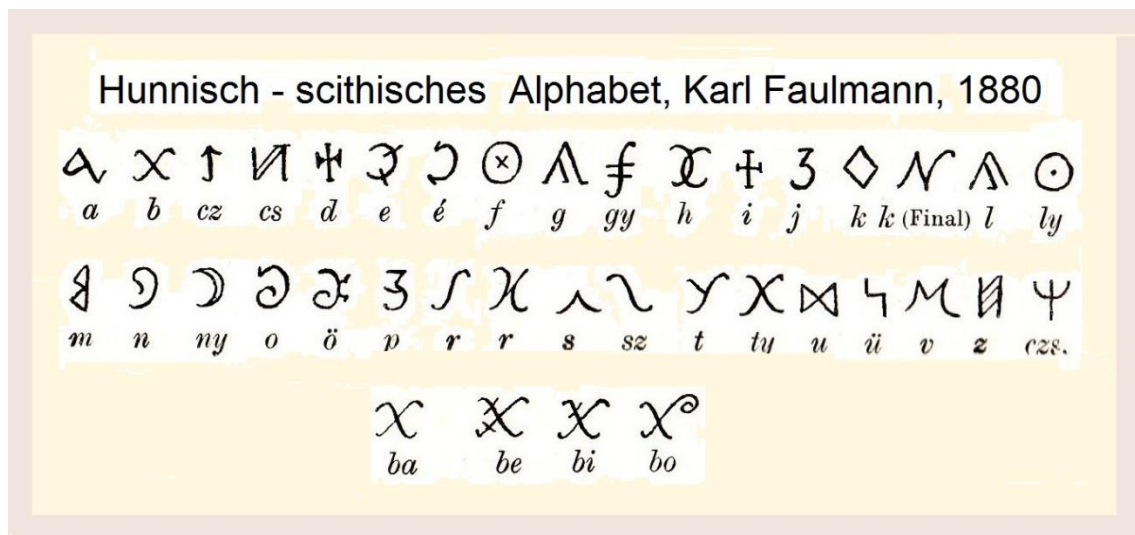 Hunnisch - scithisches Alphabet, Karl Faulmann, 1880
a b cz cs d e é f g gy h i j k k (Final) l ly
m n ny o ö p r r s sz t ty u ü v z czs.
ba be bi bo